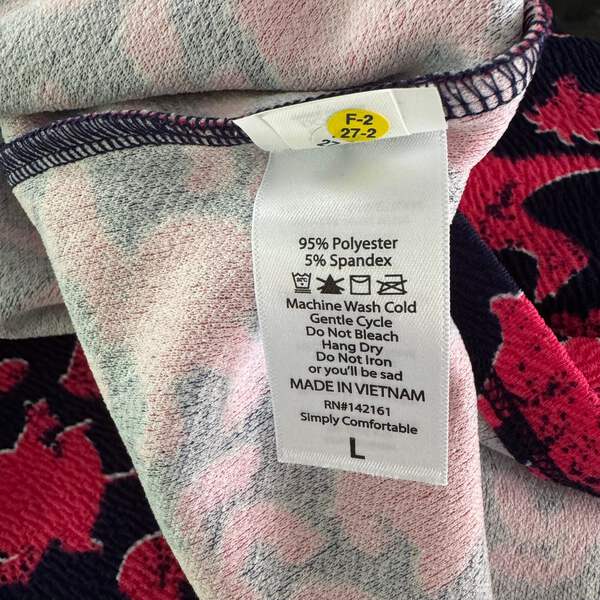 F-2
27-2
95% Polyester
5% Spandex
30°C
Machine Wash Cold
Gentle Cycle
Do Not Bleach
Hang Dry
Do Not Iron
or you'll be sad
MADE IN VIETNAM
RN#142161
Simply Comfortable
L